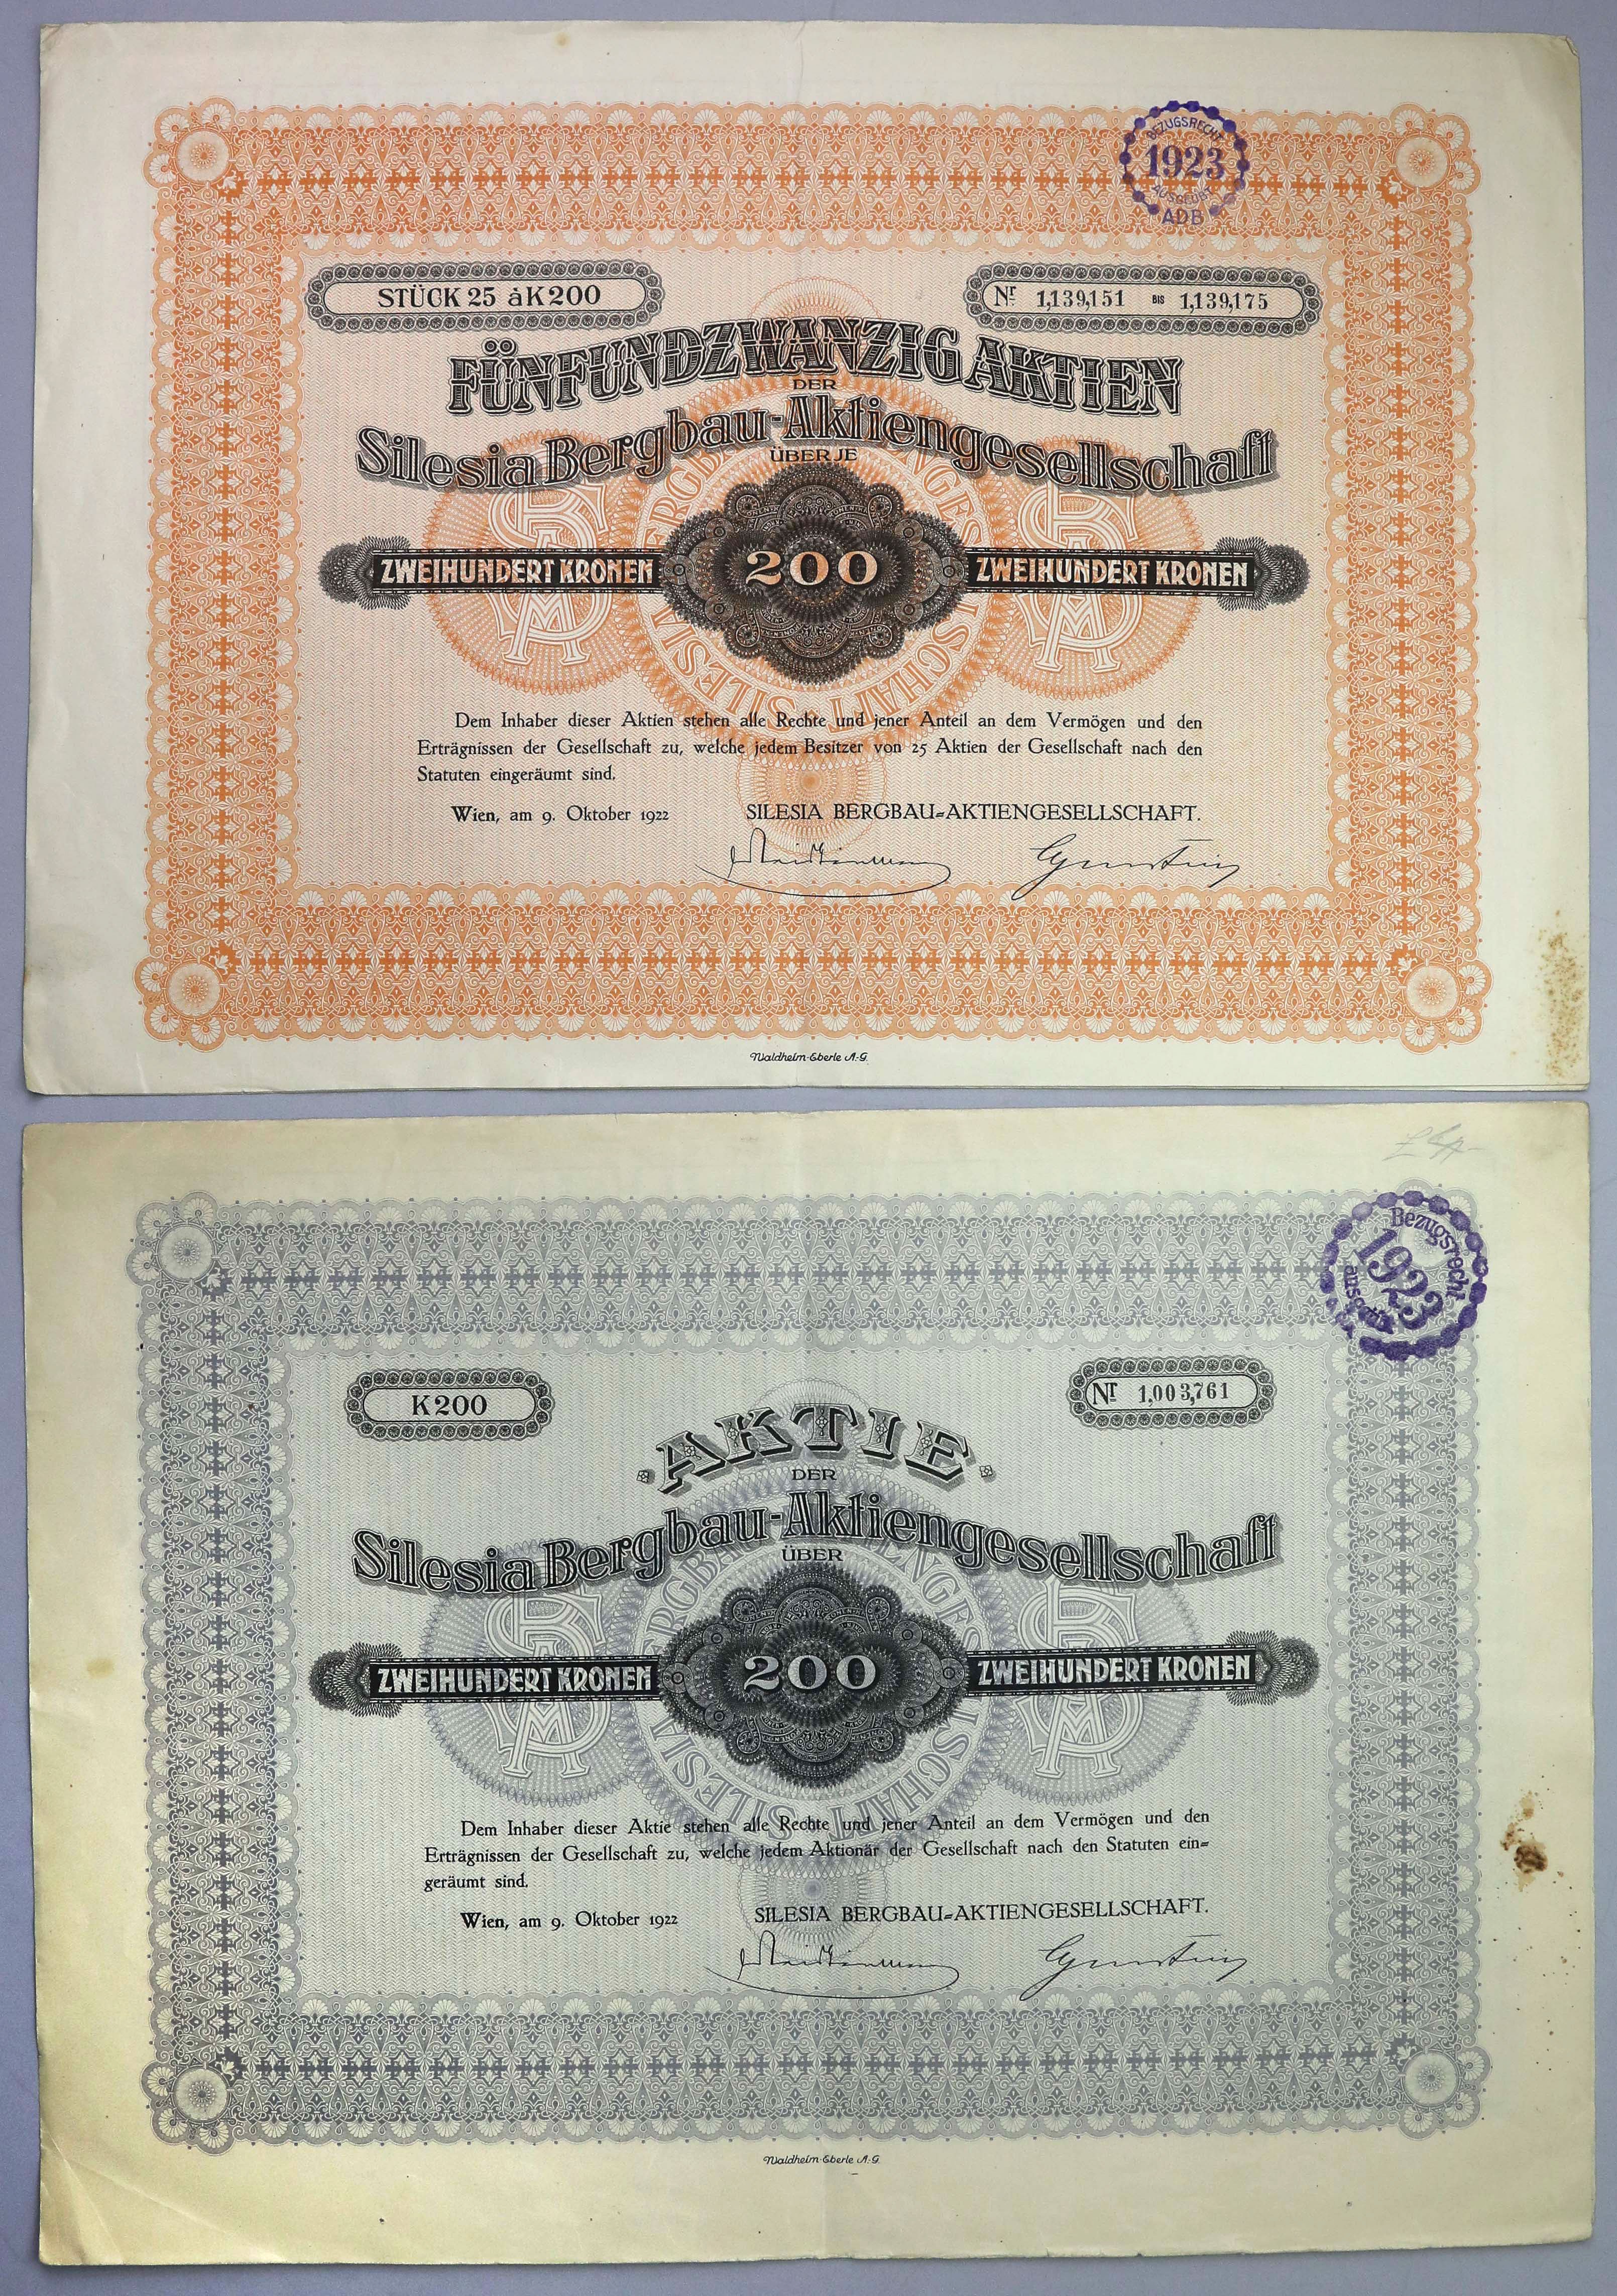 BEZUGSRECHT
1923
AUSGEÜBT
ADB
STÜCK 25 à K 200
Nr 1,139,151 BIS 1,139,175
FÜNFUNDZWANZIG AKTIEN
DER
Silesia Bergbau-Aktiengesellschaft
ÜBER JE
ZWEIHUNDERT KRONEN 200 ZWEIHUNDERT KRONEN
Dem Inhaber dieser Aktien stehen alle Rechte und jener Anteil an dem Vermögen und den
Erträgnissen der Gesellschaft zu, welche jedem Besitzer von 25 Aktien der Gesellschaft nach den
Statuten eingeräumt sind.
Wien, am 9. Oktober 1922 SILESIA BERGBAU=AKTIENGESELLSCHAFT.
Waldheim-Eberle A.-G.
Bezugsrecht
1923
K 200
Nr 1,003,761
AKTIE
DER
Silesia Bergbau-Aktiengesellschaft
ÜBER
ZWEIHUNDERT KRONEN 200 ZWEIHUNDERT KRONEN
Dem Inhaber dieser Aktie stehen alle Rechte und jener Anteil an dem Vermögen und den
Erträgnissen der Gesellschaft zu, welche jedem Aktionär der Gesellschaft nach den Statuten ein=
geräumt sind.
Wien, am 9. Oktober 1922 SILESIA BERGBAU=AKTIENGESELLSCHAFT.
Waldheim-Eberle A.-G.